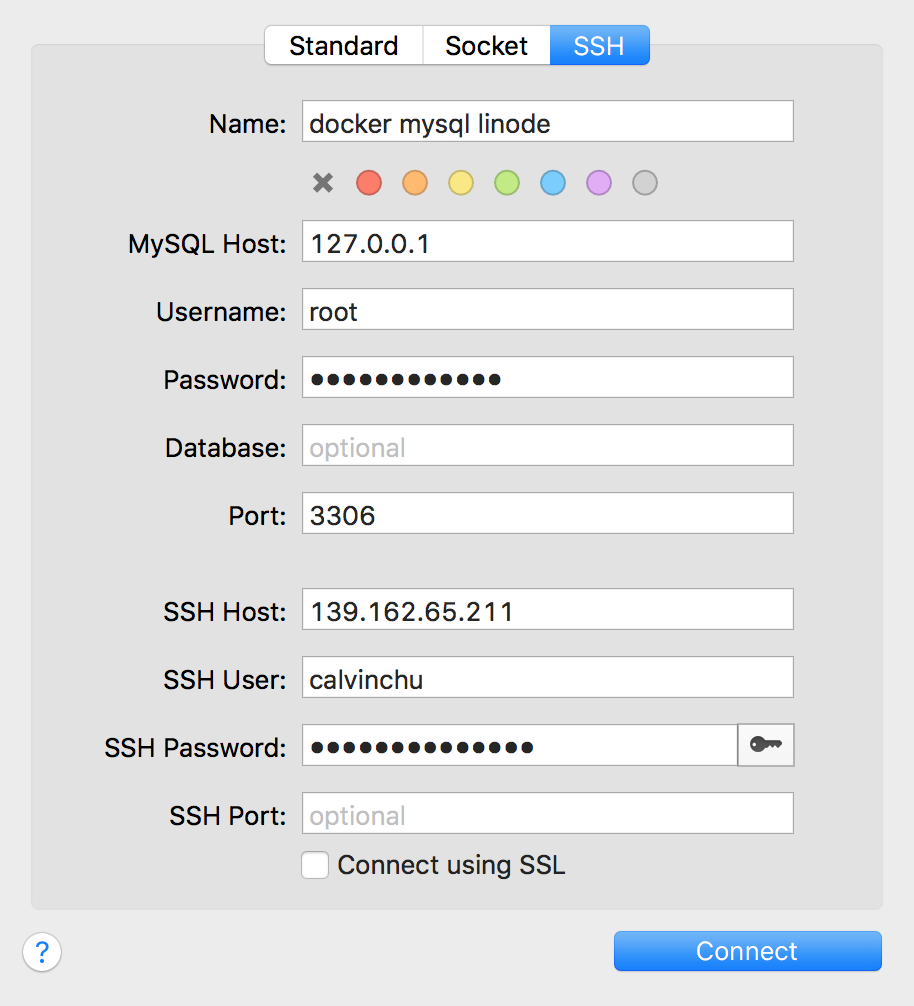 Standard Socket SSH
Name: docker mysql linode
MySQL Host: 127.0.0.1
Username: root
Password: ●●●●●●●●●●●●
Database: optional
Port: 3306
SSH Host: 139.162.65.211
SSH User: calvinchu
SSH Password: ●●●●●●●●●●●●●●
SSH Port: optional
Connect using SSL
? Connect